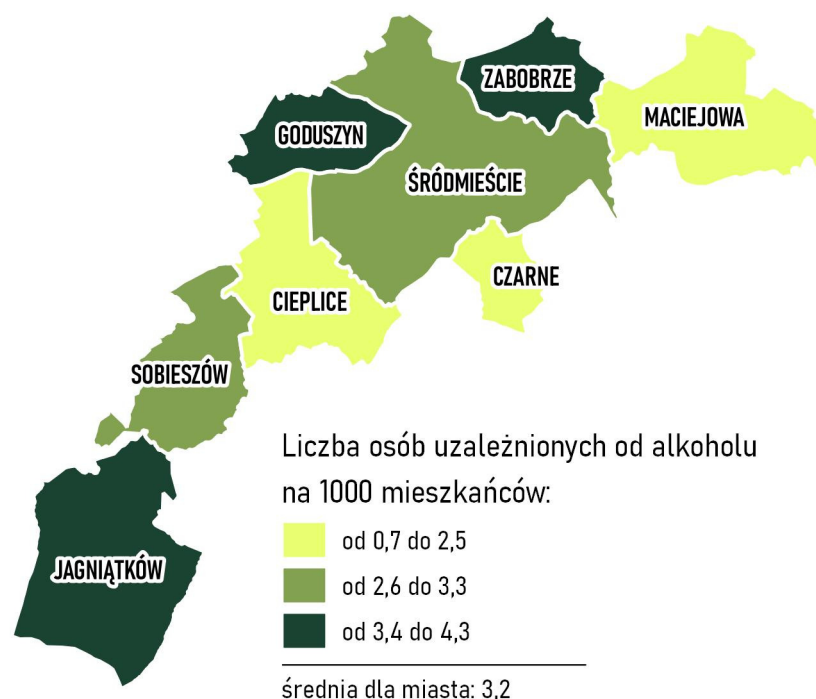 ZABOBRZE
MACIEJOWA
GODUSZYN
ŚRÓDMIEŚCIE
CZARNE
CIEPLICE
SOBIESZÓW
JAGNIĄTKÓW
Liczba osób uzależnionych od alkoholu
na 1000 mieszkańców:
od 0,7 do 2,5
od 2,6 do 3,3
od 3,4 do 4,3
średnia dla miasta: 3,2